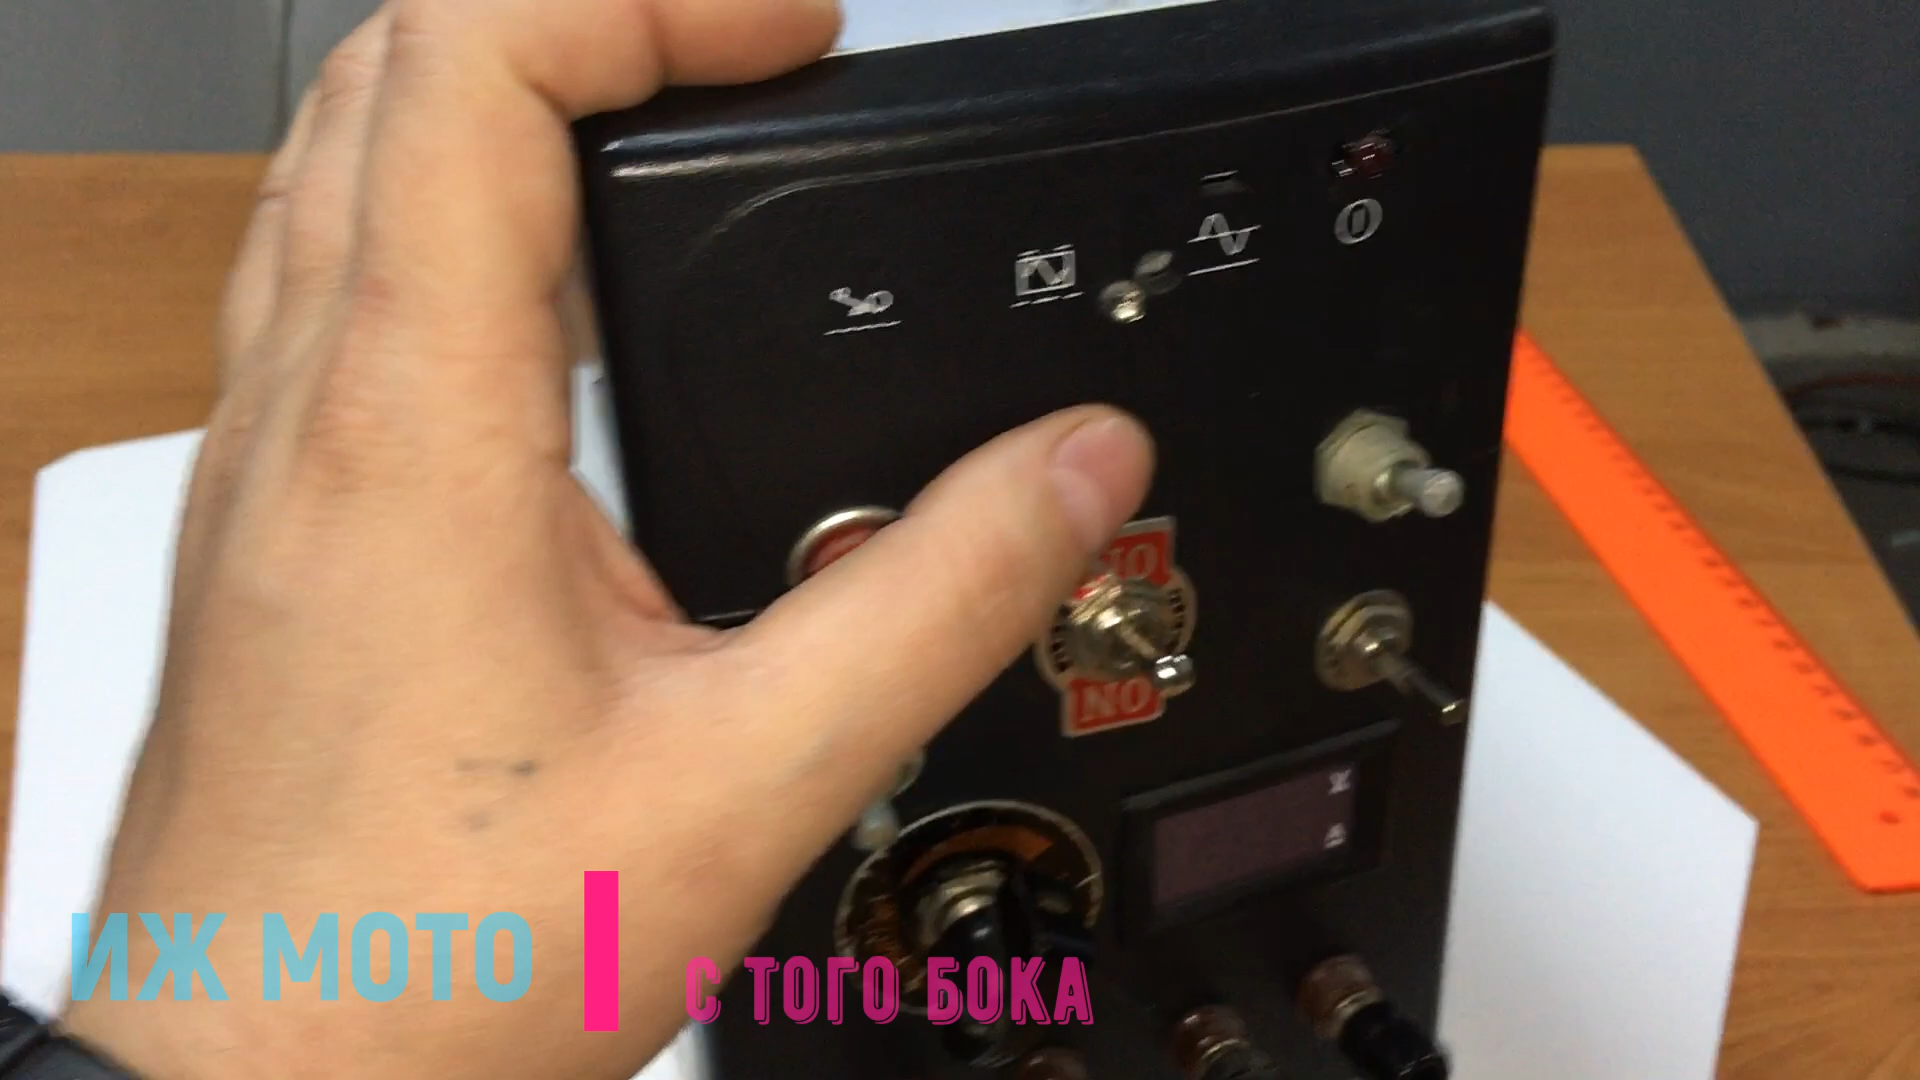 NO
NO
V
A
ИЖ МОТО
С ТОГО БОКА